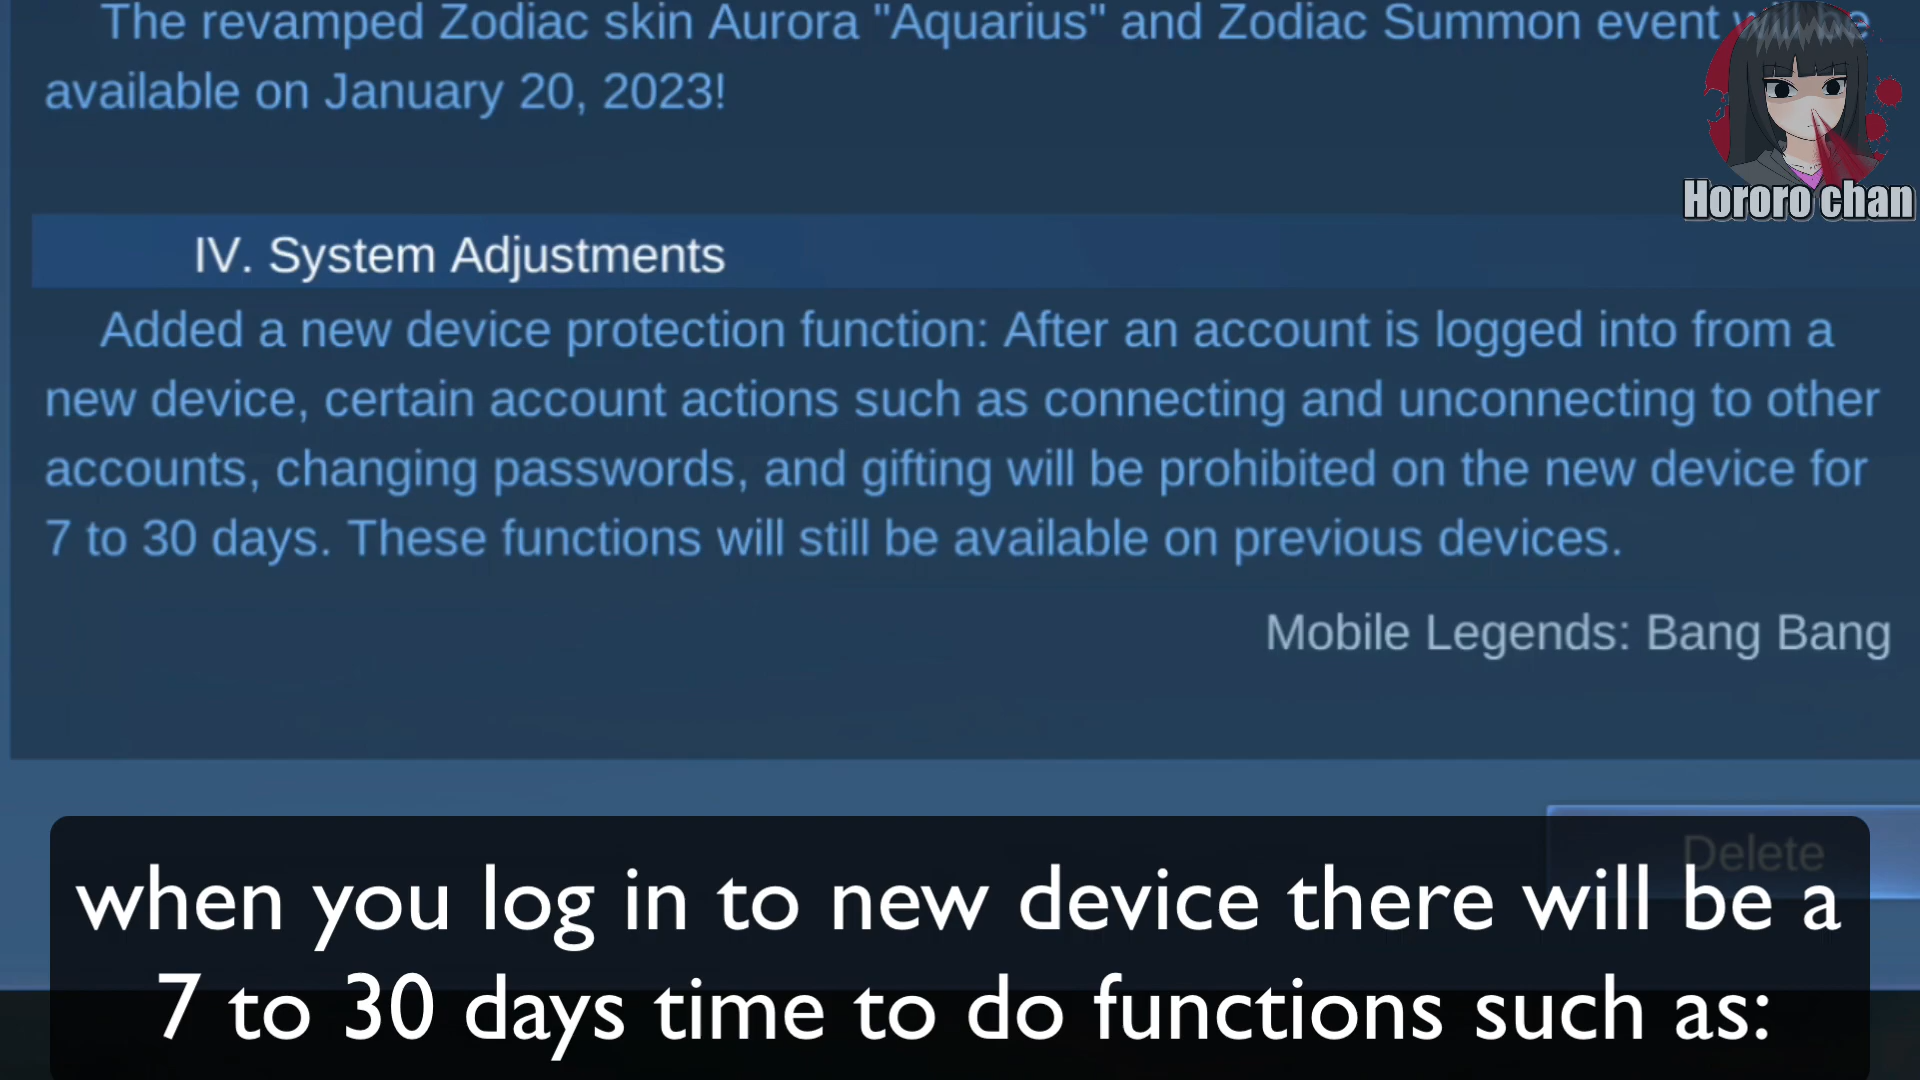 The revamped Zodiac skin Aurora "Aquarius" and Zodiac Summon event will be
available on January 20, 2023!
Hororo chan
IV. System Adjustments
Added a new device protection function: After an account is logged into from a
new device, certain account actions such as connecting and unconnecting to other
accounts, changing passwords, and gifting will be prohibited on the new device for
7 to 30 days. These functions will still be available on previous devices.
Mobile Legends: Bang Bang
Delete
when you log in to new device there will be a
7 to 30 days time to do functions such as: